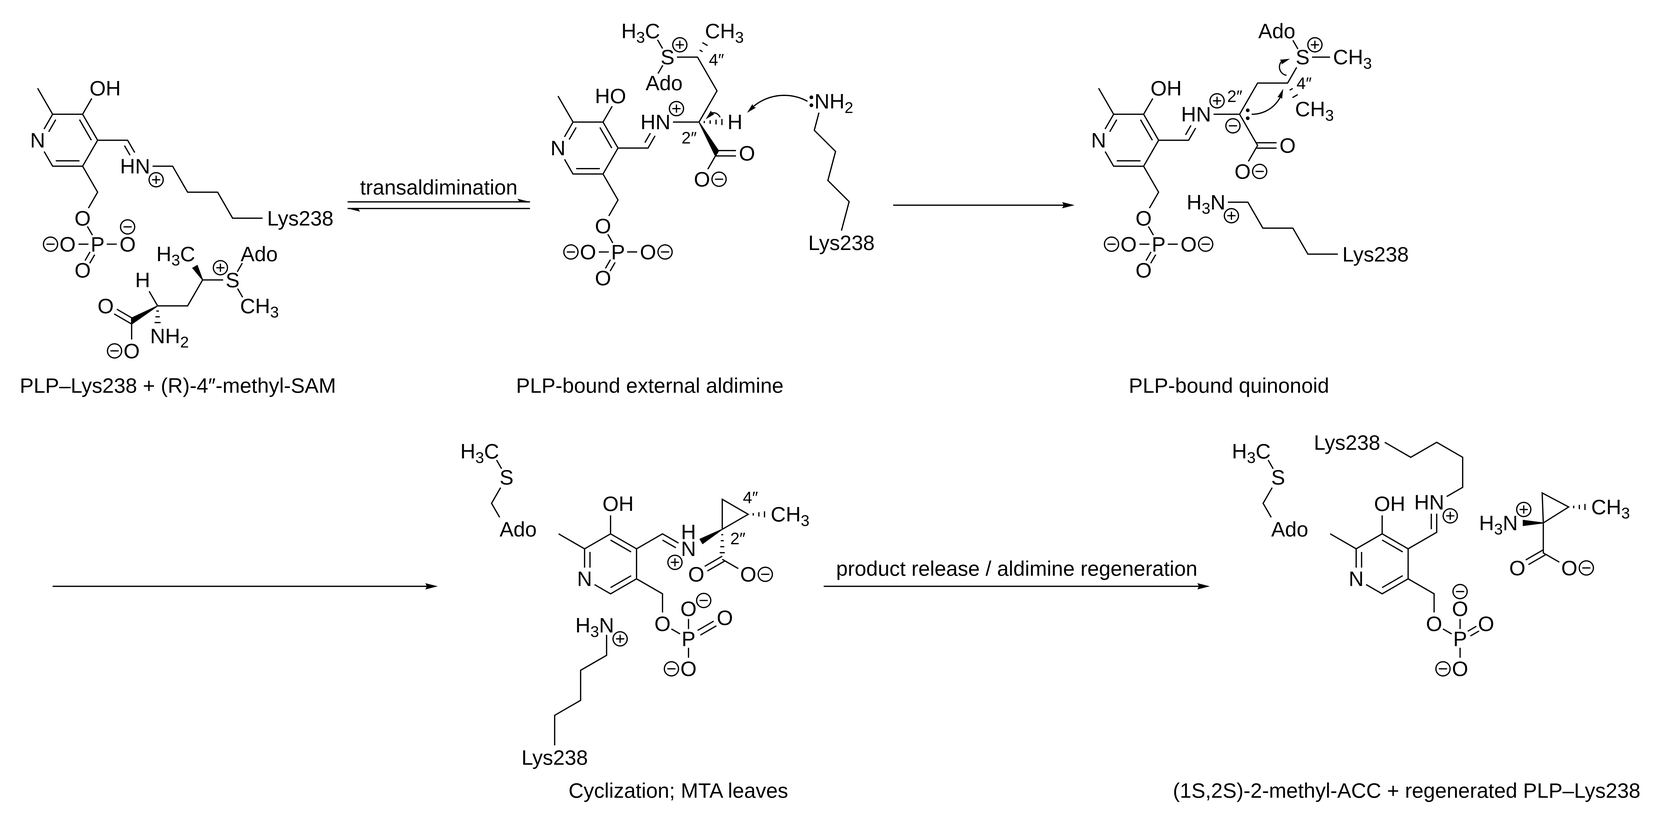 OH
N
HN
⊕
Lys238
O
⊖O–P–O⊖
O
H₃C
Ado
⊕
S
H
CH₃
O
NH₂
⊖O
PLP–Lys238 + (R)-4″-methyl-SAM
transaldimination
H₃C
CH₃
S
⊕
4″
Ado
HO
HN
⊕
H
2″
N
O
O⊖
:NH₂
Lys238
O
⊖O–P–O⊖
O
PLP-bound external aldimine
Ado
⊕
S–CH₃
4″
CH₃
OH
⊕
2″
HN
⊖
:
N
O
O⊖
H₃N
⊕
Lys238
O
⊖O–P–O⊖
O
PLP-bound quinonoid
H₃C
S
Ado
OH
4″
CH₃
H
N
⊕
2″
O
O⊖
N
O⊖
O
P
O
⊖O
H₃N
⊕
Lys238
Cyclization; MTA leaves
product release / aldimine regeneration
H₃C
S
Ado
Lys238
OH
HN
⊕
N
H₃N
⊕
CH₃
O
O⊖
⊖
O
O
P
O
⊖O
(1S,2S)-2-methyl-ACC + regenerated PLP–Lys238